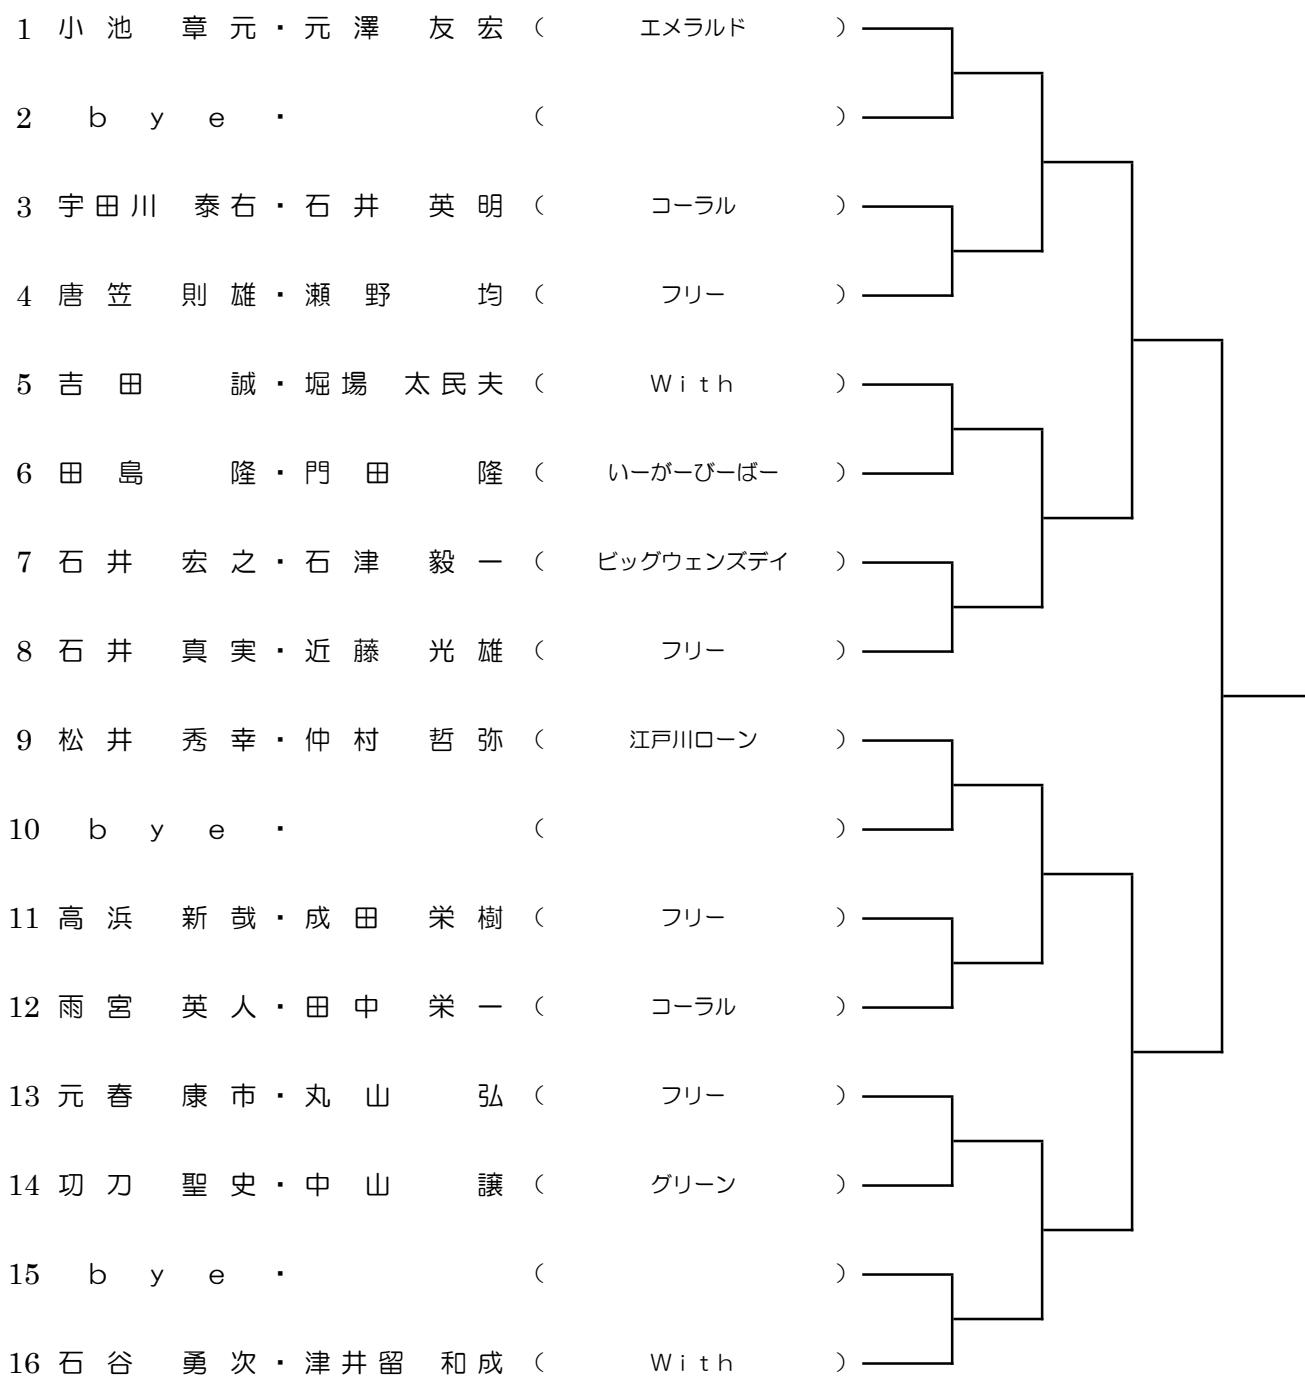 1 小池 章元・元澤 友宏 ( エメラルド )
2 bye・ ( )
3 宇田川 泰右・石井 英明 ( コーラル )
4 唐笠 則雄・瀬野 均 ( フリー )
5 吉田 誠・堀場 太民夫 ( With )
6 田島 隆・門田 隆 ( いーがーびーばー )
7 石井 宏之・石津 毅一 ( ビッグウェンズデイ )
8 石井 真実・近藤 光雄 ( フリー )
9 松井 秀幸・仲村 哲弥 ( 江戸川ローン )
10 bye・ ( )
11 高浜 新哉・成田 栄樹 ( フリー )
12 雨宮 英人・田中 栄一 ( コーラル )
13 元春 康市・丸山 弘 ( フリー )
14 功刀 聖史・中山 譲 ( グリーン )
15 bye・ ( )
16 石谷 勇次・津井留 和成 ( With )